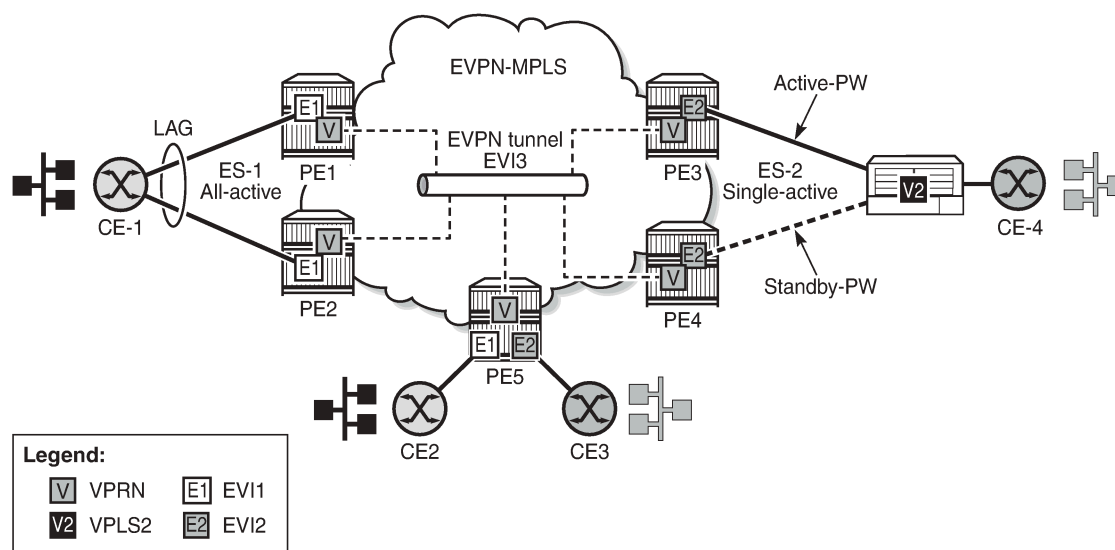 EVPN-MPLS
Active-PW
LAG
E1
V
PE1
EVPN tunnel
EVI3
E2
V
PE3
ES-1
All-active
ES-2
Single-active
V2
CE-1
CE-4
V
E1
PE2
E2
V
PE4
Standby-PW
V
E1
E2
PE5
CE2
CE3
Legend:
V VPRN
E1 EVI1
V2 VPLS2
E2 EVI2